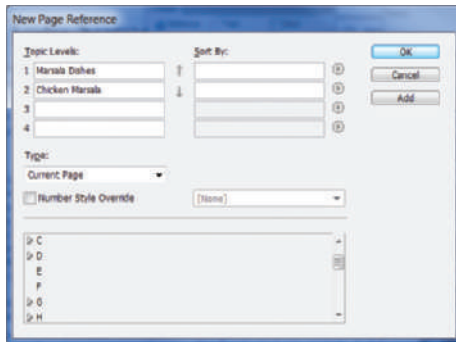 New Page Reference
Topic Levels:
Sort By:
1 Marsala Dishes
2 Chicken Marsala
3
4
Type:
Current Page
Number Style Override
[None]
C
D
E
F
G
H
OK
Cancel
Add